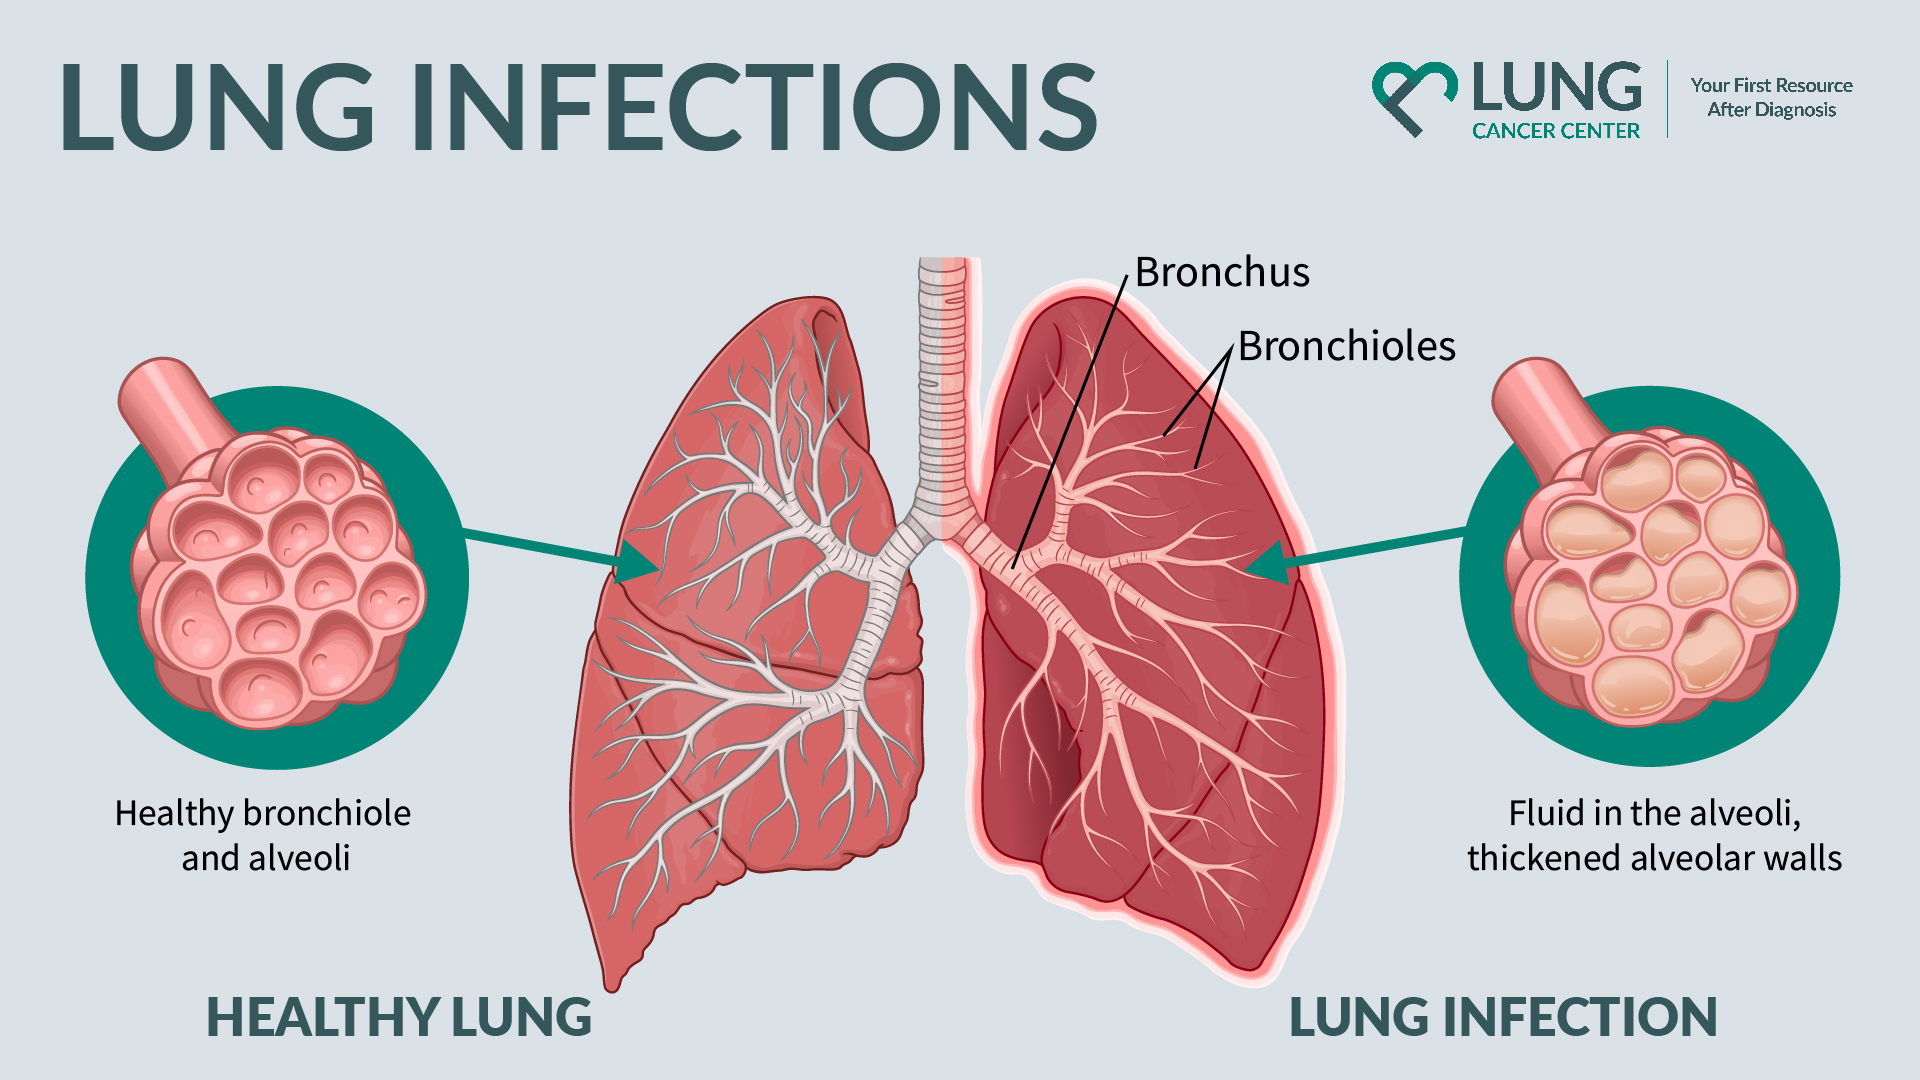 LUNG INFECTIONS
LUNG
CANCER CENTER
Your First Resource
After Diagnosis
Bronchus
Bronchioles
Healthy bronchiole
and alveoli
Fluid in the alveoli,
thickened alveolar walls
HEALTHY LUNG
LUNG INFECTION